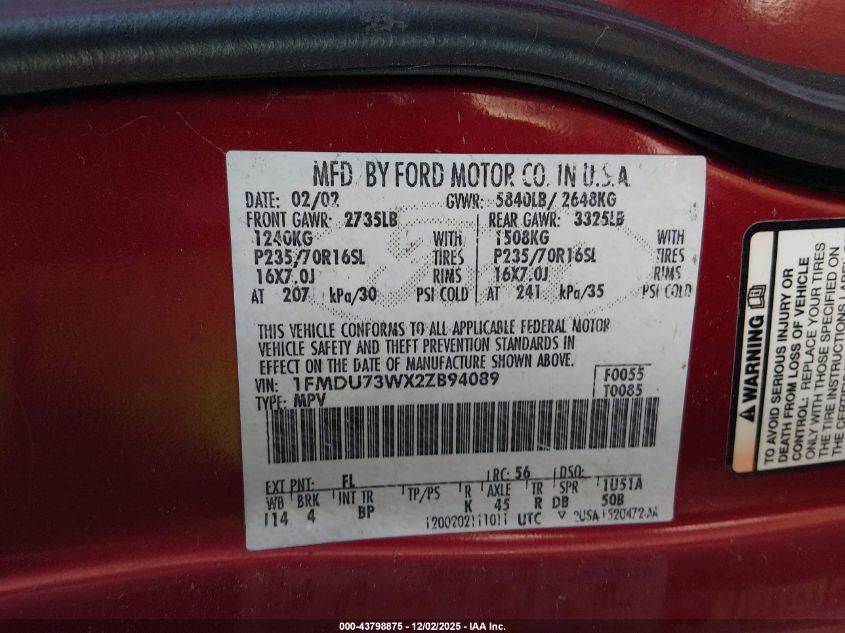 MFD. BY FORD MOTOR CO. IN U.S.A.
DATE: 02/02 GVWR: 5840LB/ 2648KG
FRONT GAWR: 2735LB REAR GAWR: 3325LB
1240KG WITH 1508KG WITH
P235/70R16SL TIRES P235/70R16SL TIRES
16X7.0J RIMS 16X7.0J RIMS
AT 207 kPa/30 PSI COLD AT 241 kPa/35 PSI COLD
THIS VEHICLE CONFORMS TO ALL APPLICABLE FEDERAL MOTOR
VEHICLE SAFETY AND THEFT PREVENTION STANDARDS IN
EFFECT ON THE DATE OF MANUFACTURE SHOWN ABOVE.
VIN: 1FMDU73WX2ZB94089 F0055
TYPE: MPV T0085
EXT PNT: FL RC: 56 DSO:
WB BRK INT TR TP/PS R AXLE TR SPR 1U51A
114 4 BP K 45 R DB 50B
UTC
WARNING
TO AVOID SERIOUS INJURY OR
DEATH FROM LOSS OF VEHICLE
CONTROL: REPLACE YOUR TIRES
WITH THOSE SPECIFIED ON
THE TIRE INSTRUCTIONS LABEL
000-43798875 - 12/02/2025 - IAA Inc.